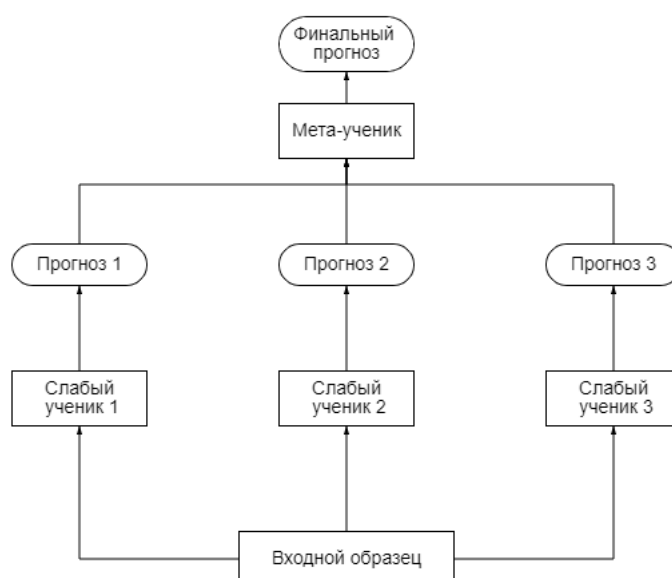 Финальный
прогноз
Мета-ученик
Прогноз 1
Прогноз 2
Прогноз 3
Слабый
ученик 1
Слабый
ученик 2
Слабый
ученик 3
Входной образец